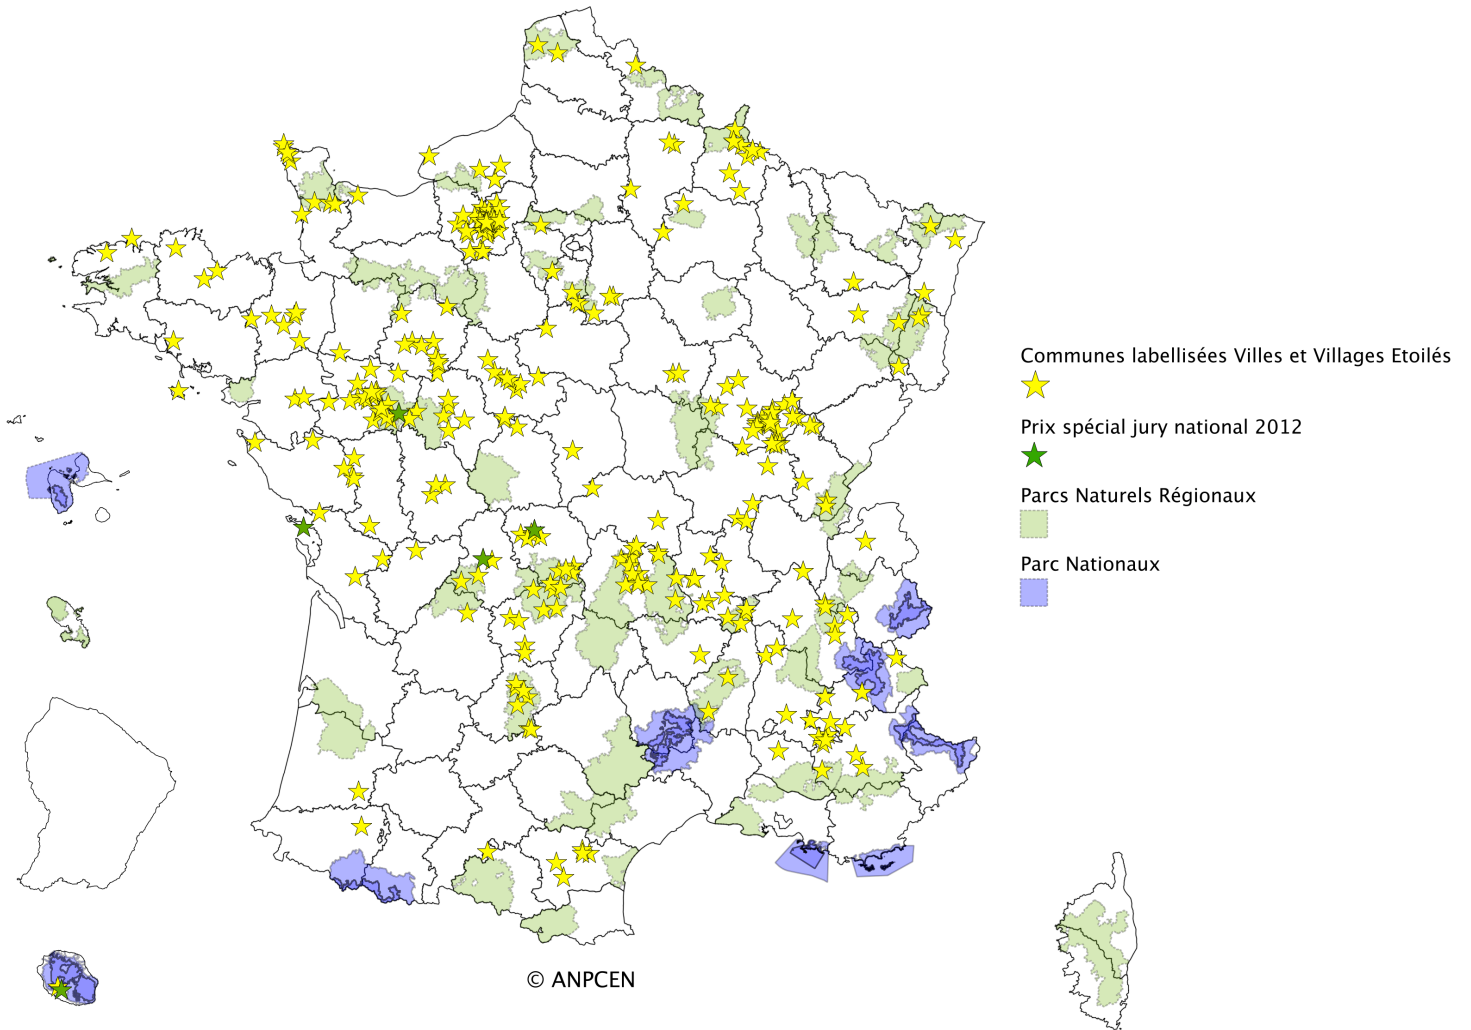 Communes labellisées Villes et Villages Etoilés
Prix spécial jury national 2012
Parcs Naturels Régionaux
Parc Nationaux
© ANPCEN